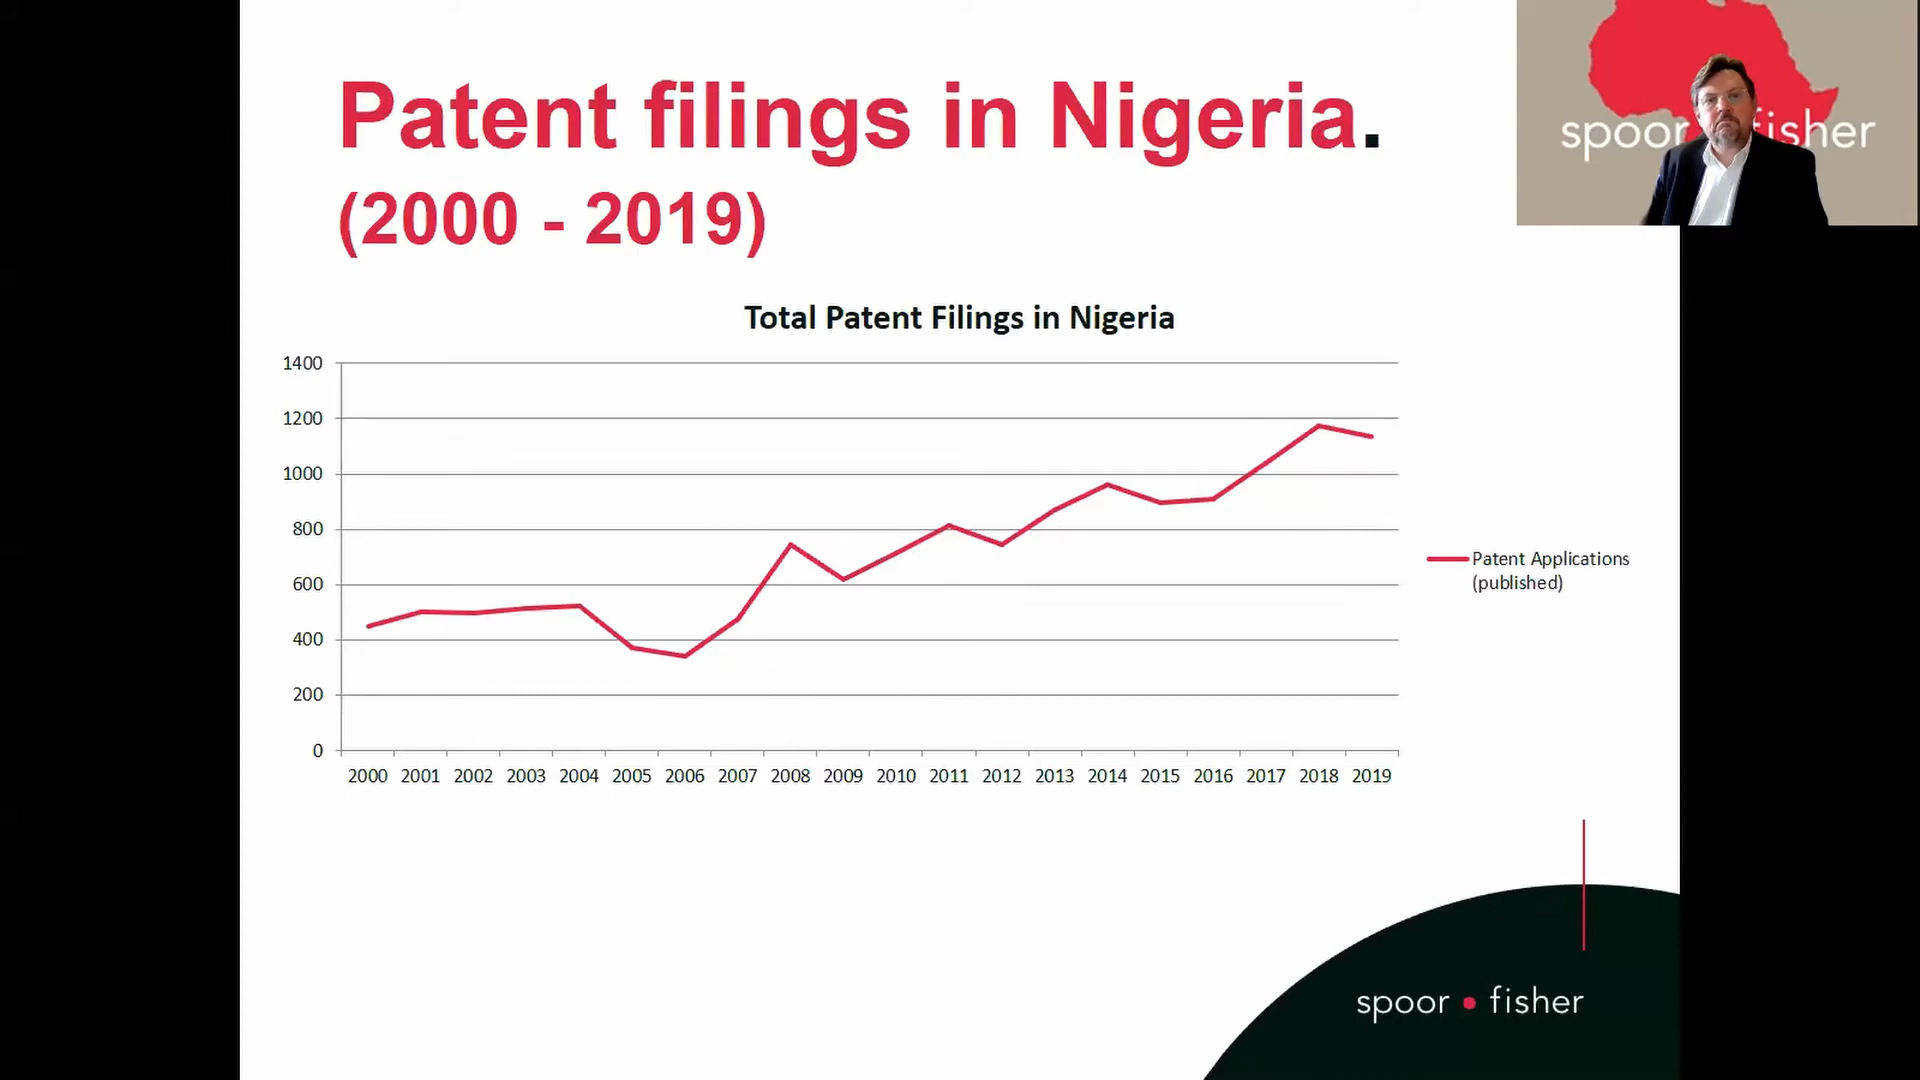 Patent filings in Nigeria.
(2000 - 2019)
spoor fisher
Total Patent Filings in Nigeria
1400
1200
1000
800
600
400
200
0
2000 2001 2002 2003 2004 2005 2006 2007 2008 2009 2010 2011 2012 2013 2014 2015 2016 2017 2018 2019
Patent Applications
(published)
spoor • fisher